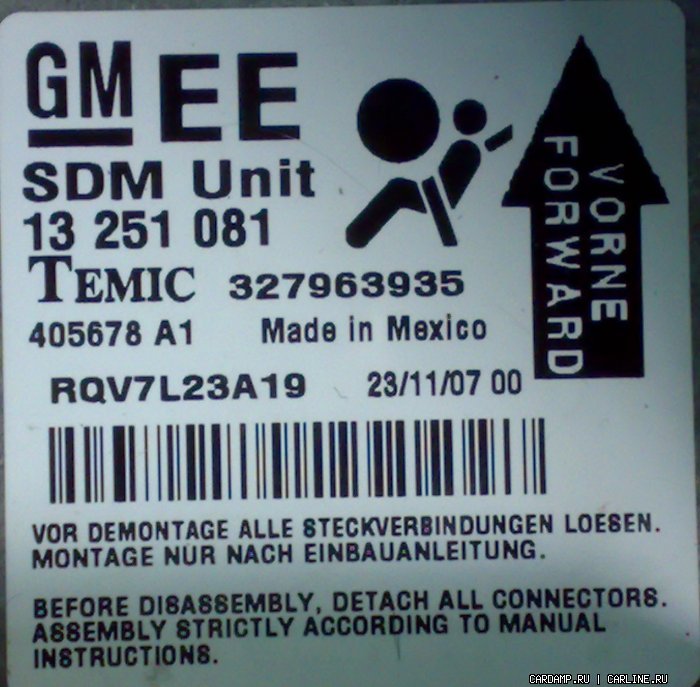 GM EE
SDM Unit
13 251 081
TEMIC 327963935
405678 A1 Made in Mexico
RQV7L23A19 23/11/07 00
VORNE
FORWARD
VOR DEMONTAGE ALLE STECKVERBINDUNGEN LOESEN.
MONTAGE NUR NACH EINBAUANLEITUNG.
BEFORE DISASSEMBLY, DETACH ALL CONNECTORS.
ASSEMBLY STRICTLY ACCORDING TO MANUAL
INSTRUCTIONS.
CARDAMP.RU | CARLINE.RU